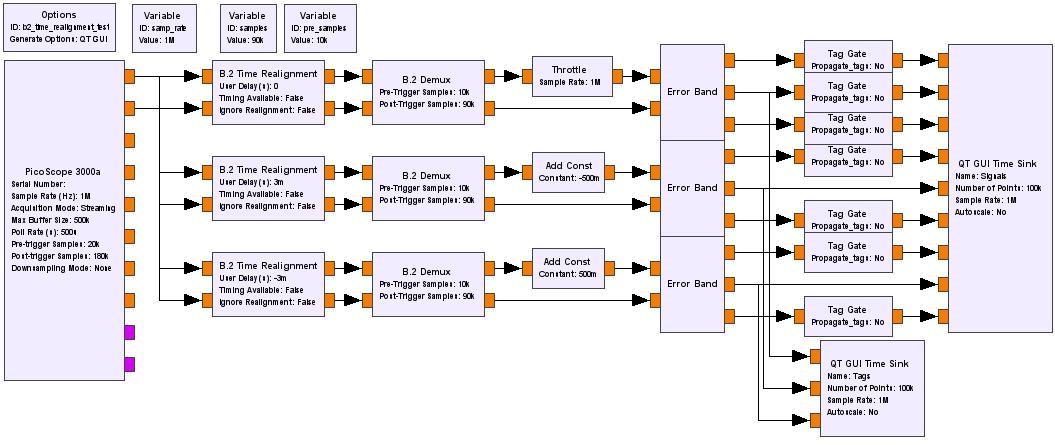 Options
ID: b2_time_realignment_test
Generate Options: QT GUI
Variable
ID: samp_rate
Value: 1M
Variable
ID: samples
Value: 90k
Variable
ID: pre_samples
Value: 10k
PicoScope 3000a
Serial Number:
Sample Rate (Hz): 1M
Acquisition Mode: Streaming
Max Buffer Size: 500k
Poll Rate (s): 500u
Pre-trigger Samples: 20k
Post-trigger Samples: 180k
Downsampling Mode: None
B.2 Time Realignment
User Delay (s): 0
Timing Available: False
Ignore Realignment: False
B.2 Demux
Pre-Trigger Samples: 10k
Post-Trigger Samples: 90k
Throttle
Sample Rate: 1M
B.2 Time Realignment
User Delay (s): 3m
Timing Available: False
Ignore Realignment: False
B.2 Demux
Pre-Trigger Samples: 10k
Post-Trigger Samples: 90k
Add Const
Constant: -500m
B.2 Time Realignment
User Delay (s): -3m
Timing Available: False
Ignore Realignment: False
B.2 Demux
Pre-Trigger Samples: 10k
Post-Trigger Samples: 90k
Add Const
Constant: 500m
Error Band
Error Band
Error Band
Tag Gate
Propagate_tags: No
Tag Gate
Propagate_tags: No
Tag Gate
Propagate_tags: No
Tag Gate
Propagate_tags: No
Tag Gate
Propagate_tags: No
Tag Gate
Propagate_tags: No
Tag Gate
Propagate_tags: No
QT GUI Time Sink
Name: Signals
Number of Points: 100k
Sample Rate: 1M
Autoscale: No
QT GUI Time Sink
Name: Tags
Number of Points: 100k
Sample Rate: 1M
Autoscale: No